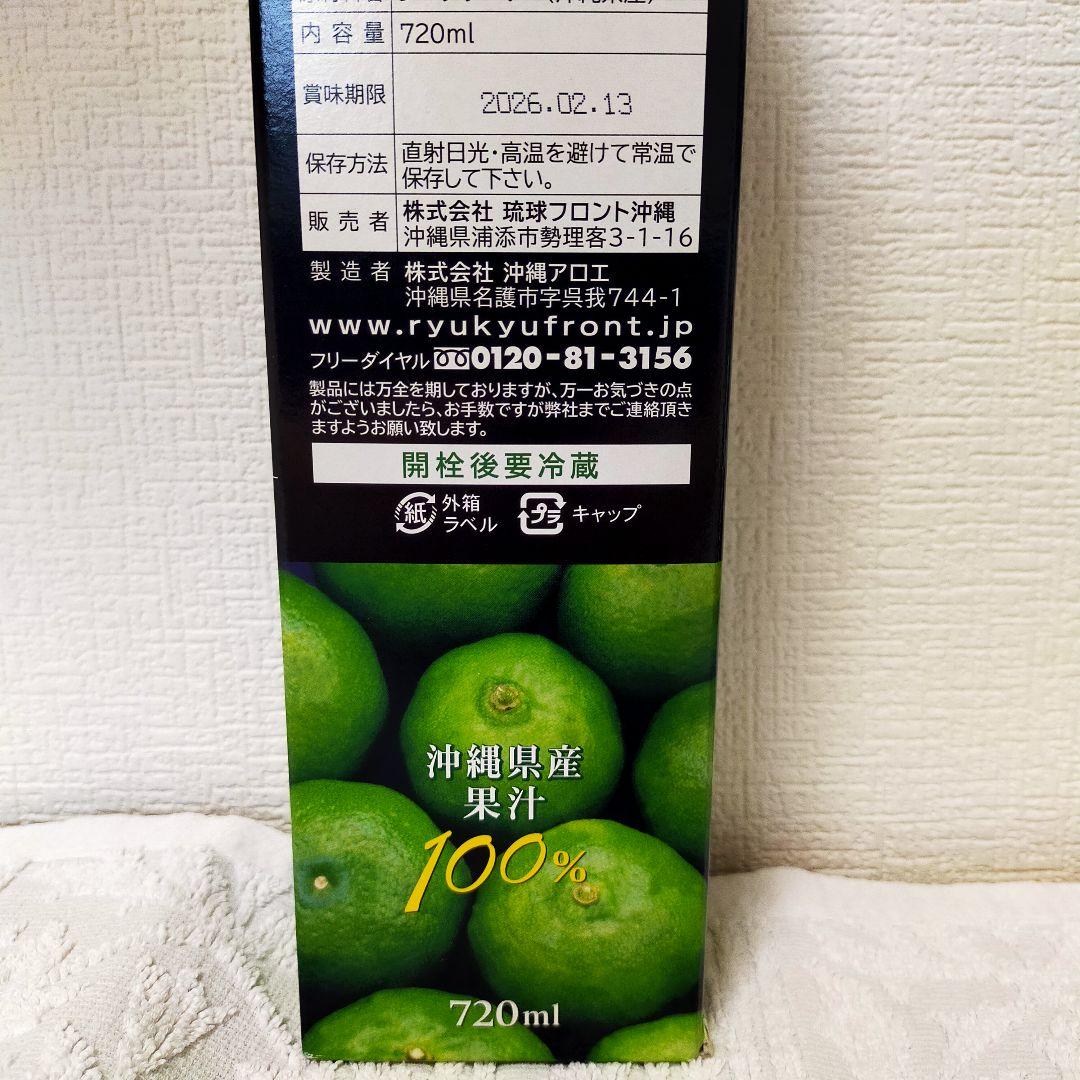 内容量 720ml
賞味期限 2026.02.13
保存方法 直射日光・高温を避けて常温で
保存して下さい。
販売者 株式会社 琉球フロント沖縄
沖縄県浦添市勢理客3-1-16
製造者 株式会社 沖縄アロエ
沖縄県名護市字呉我744-1
www.ryukyufront.jp
フリーダイヤル 0120-81-3156
製品には万全を期しておりますが、万一お気づきの点
がございましたら、お手数ですが弊社までご連絡頂き
ますようお願い致します。
開栓後要冷蔵
紙 外箱
ラベル
プラ キャップ
沖縄県産
果汁
100%
720ml